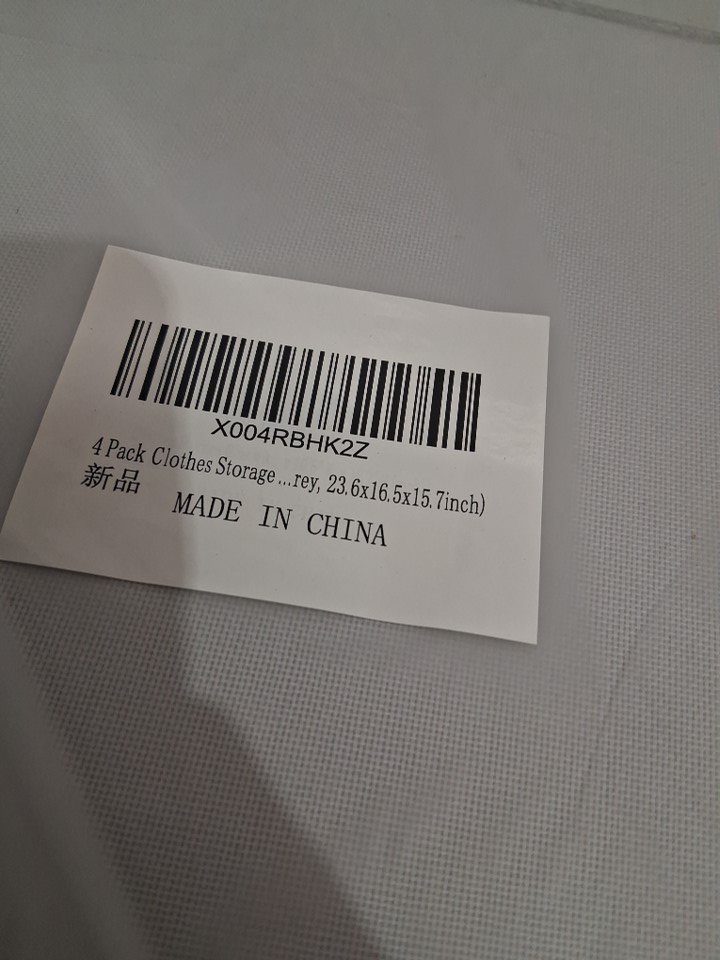 X004RBHK2Z
4 Pack Clothes Storage...rey, 23.6x16.5x15.7inch)
新品
MADE IN CHINA